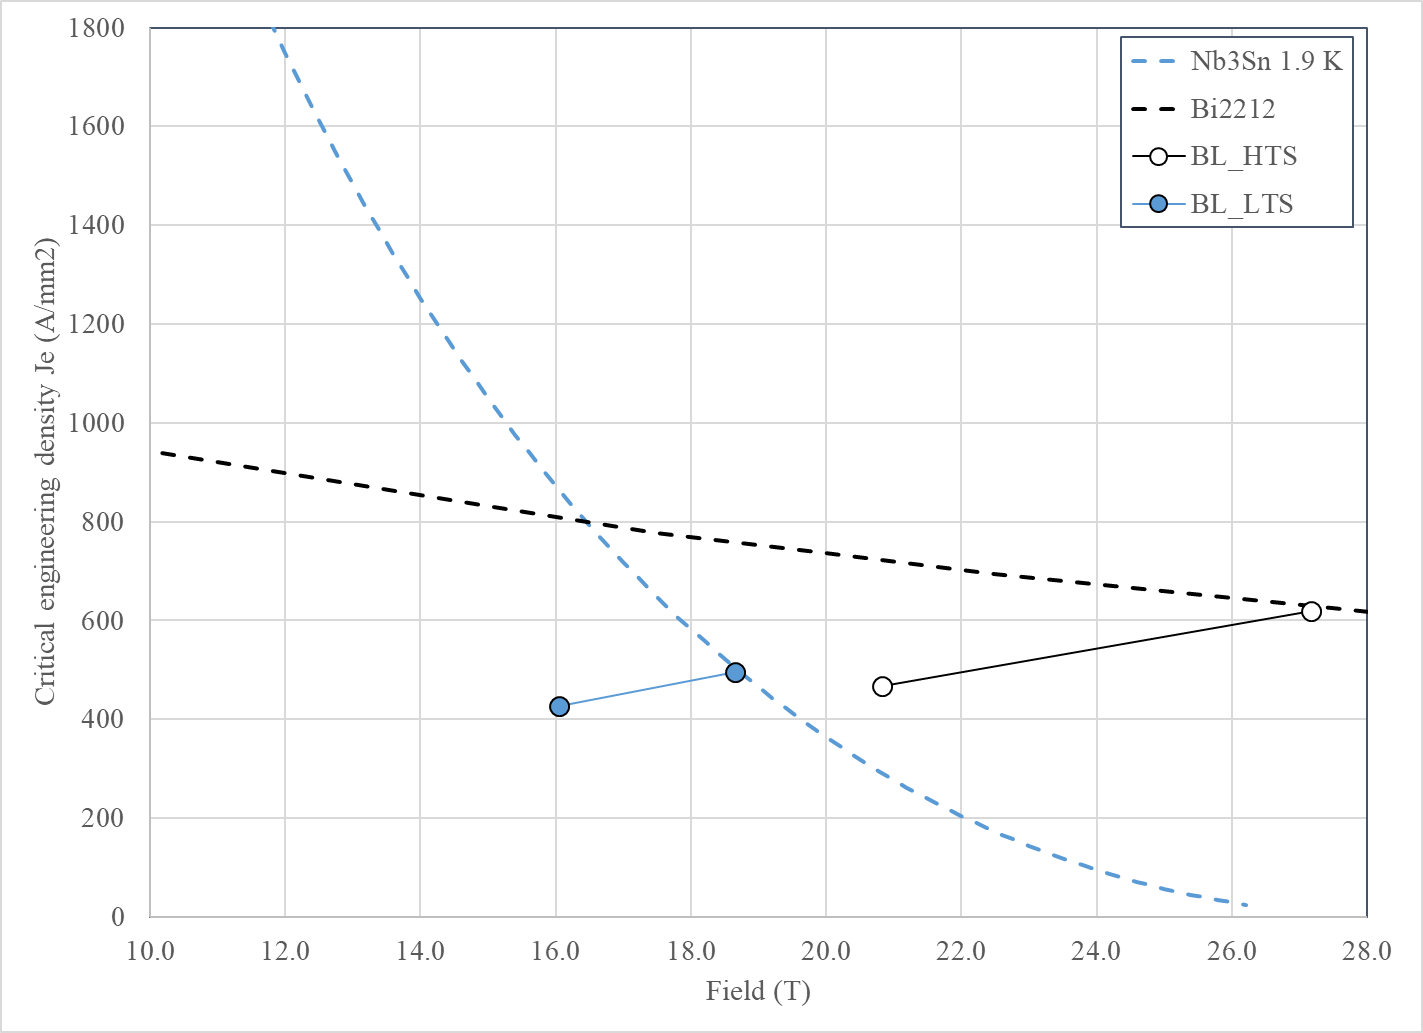 1800
1600
1400
1200
1000
800
600
400
200
0
Critical engineering density Je (A/mm2)
10.0 12.0 14.0 16.0 18.0 20.0 22.0 24.0 26.0 28.0
Field (T)
Nb3Sn 1.9 K
Bi2212
BL_HTS
BL_LTS